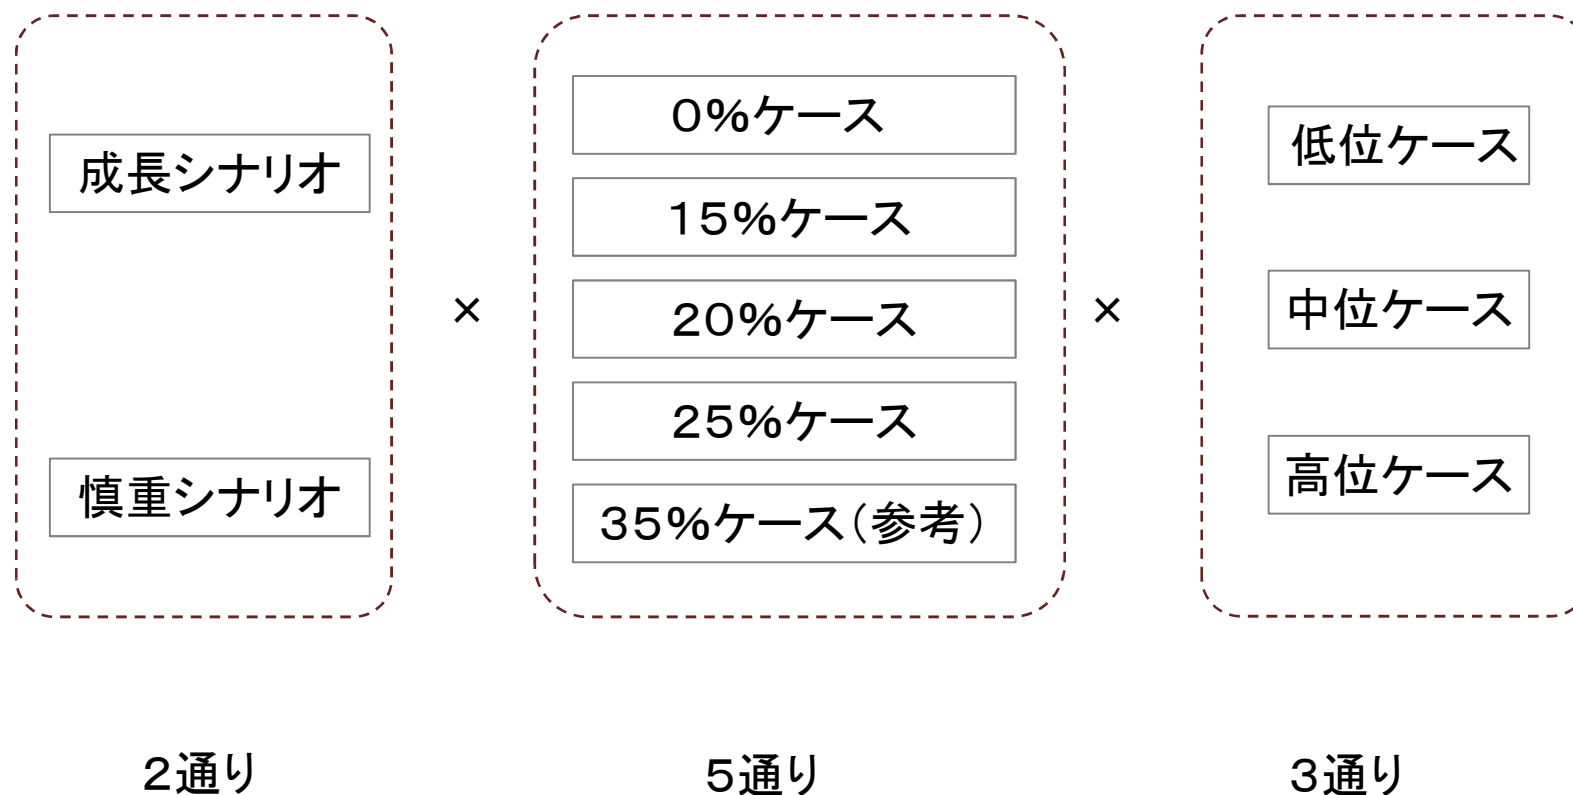 成長シナリオ
慎重シナリオ
×
0%ケース
15%ケース
20%ケース
25%ケース
35%ケース(参考)
×
低位ケース
中位ケース
高位ケース
2通り
5通り
3通り